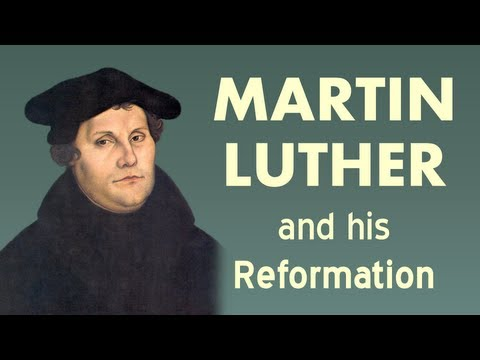 MARTIN
LUTHER
and his
Reformation